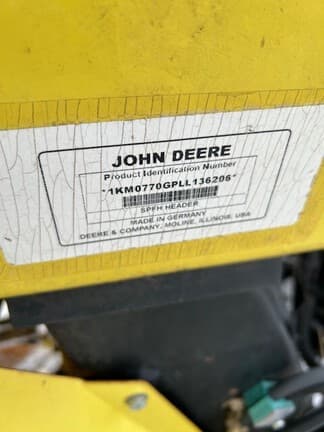 JOHN DEERE
Product Identification Number
*1KM0770GPLL136206*
SPFH HEADER
MADE IN GERMANY
DEERE & COMPANY, MOLINE, ILLINOIS, USA